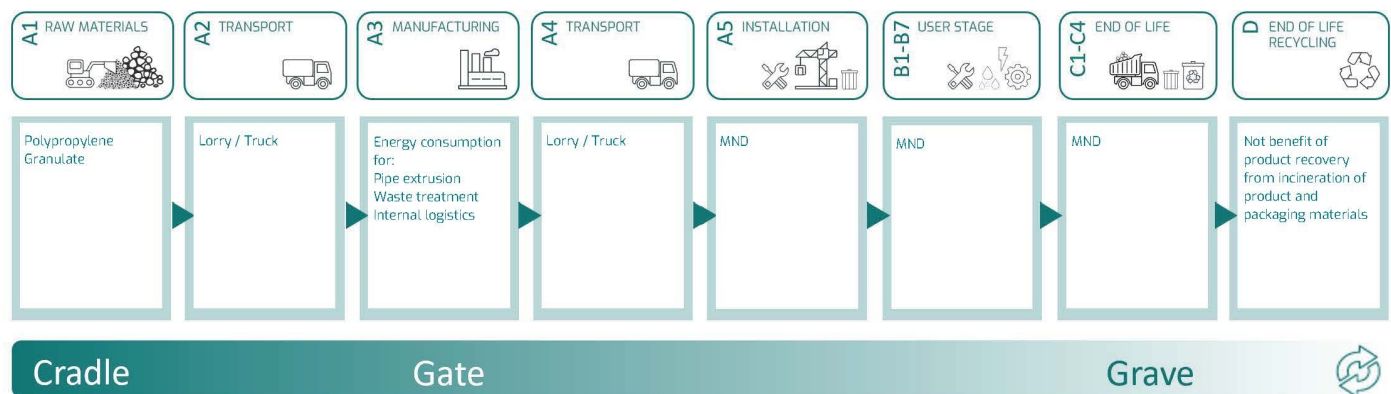 A1 RAW MATERIALS
A2 TRANSPORT
A3 MANUFACTURING
A4 TRANSPORT
A5 INSTALLATION
B1-B7 USER STAGE
C1-C4 END OF LIFE
D END OF LIFE
RECYCLING
Polypropylene
Granulate
Lorry / Truck
Energy consumption
for:
Pipe extrusion
Waste treatment
Internal logistics
Lorry / Truck
MND
MND
MND
Not benefit of
product recovery
from incineration of
product and
packaging materials
Cradle
Gate
Grave